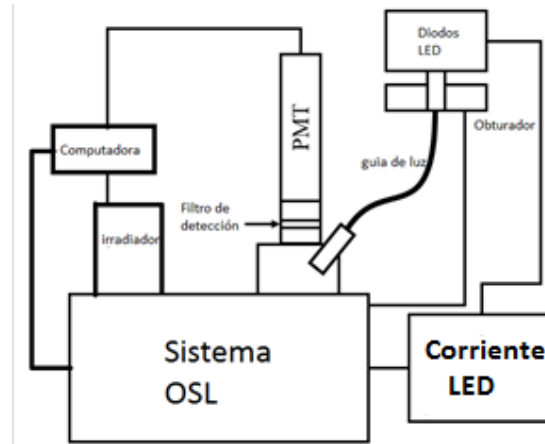 Diodos
LED
PMT
Computadora
Obturador
guia de luz
Filtro de
detección
irradiador
Sistema
OSL
Corriente
LED